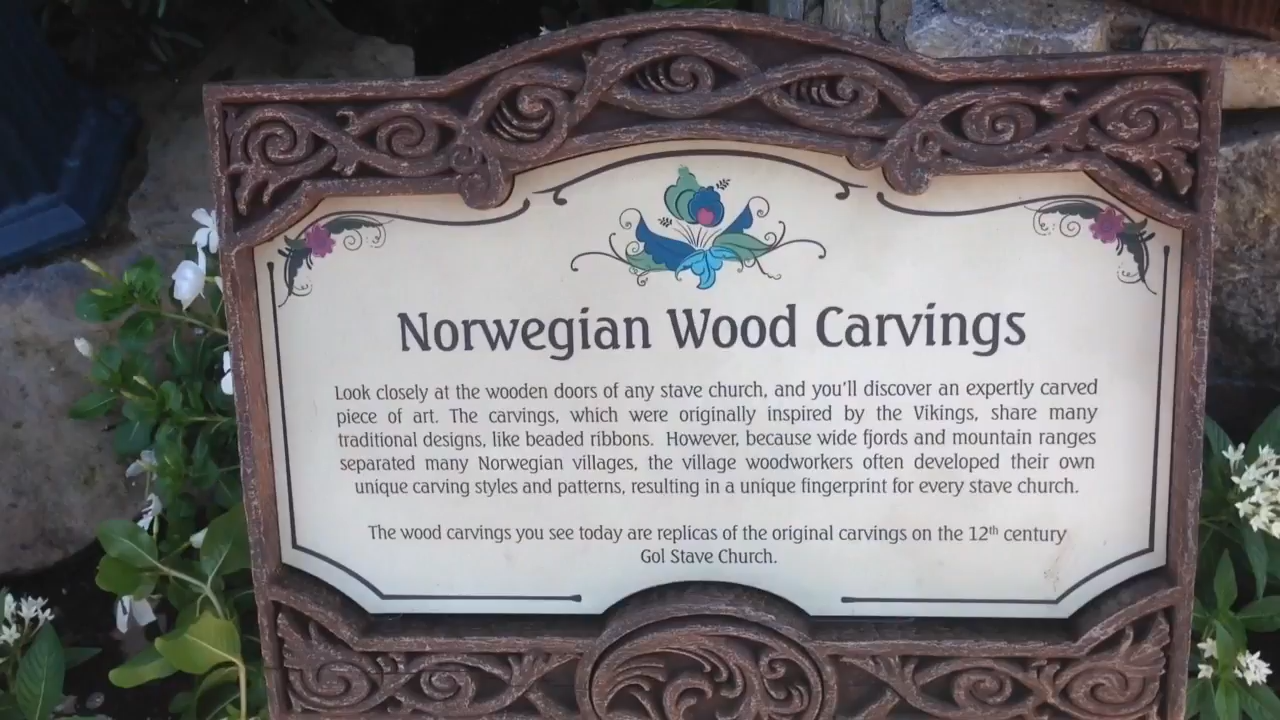 Norwegian Wood Carvings
Look closely at the wooden doors of any stave church, and you'll discover an expertly carved
piece of art. The carvings, which were originally inspired by the Vikings, share many
traditional designs, like beaded ribbons. However, because wide fjords and mountain ranges
separated many Norwegian villages, the village woodworkers often developed their own
unique carving styles and patterns, resulting in a unique fingerprint for every stave church.
The wood carvings you see today are replicas of the original carvings on the 12th century
Gol Stave Church.